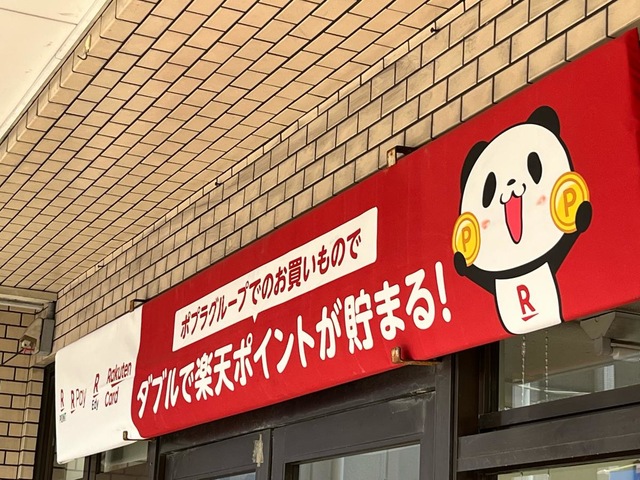 ポプラグループでのお買いもので
ダブルで楽天ポイントが貯まる!
R POINT R Pay R Edy Rakuten Card
P P
R